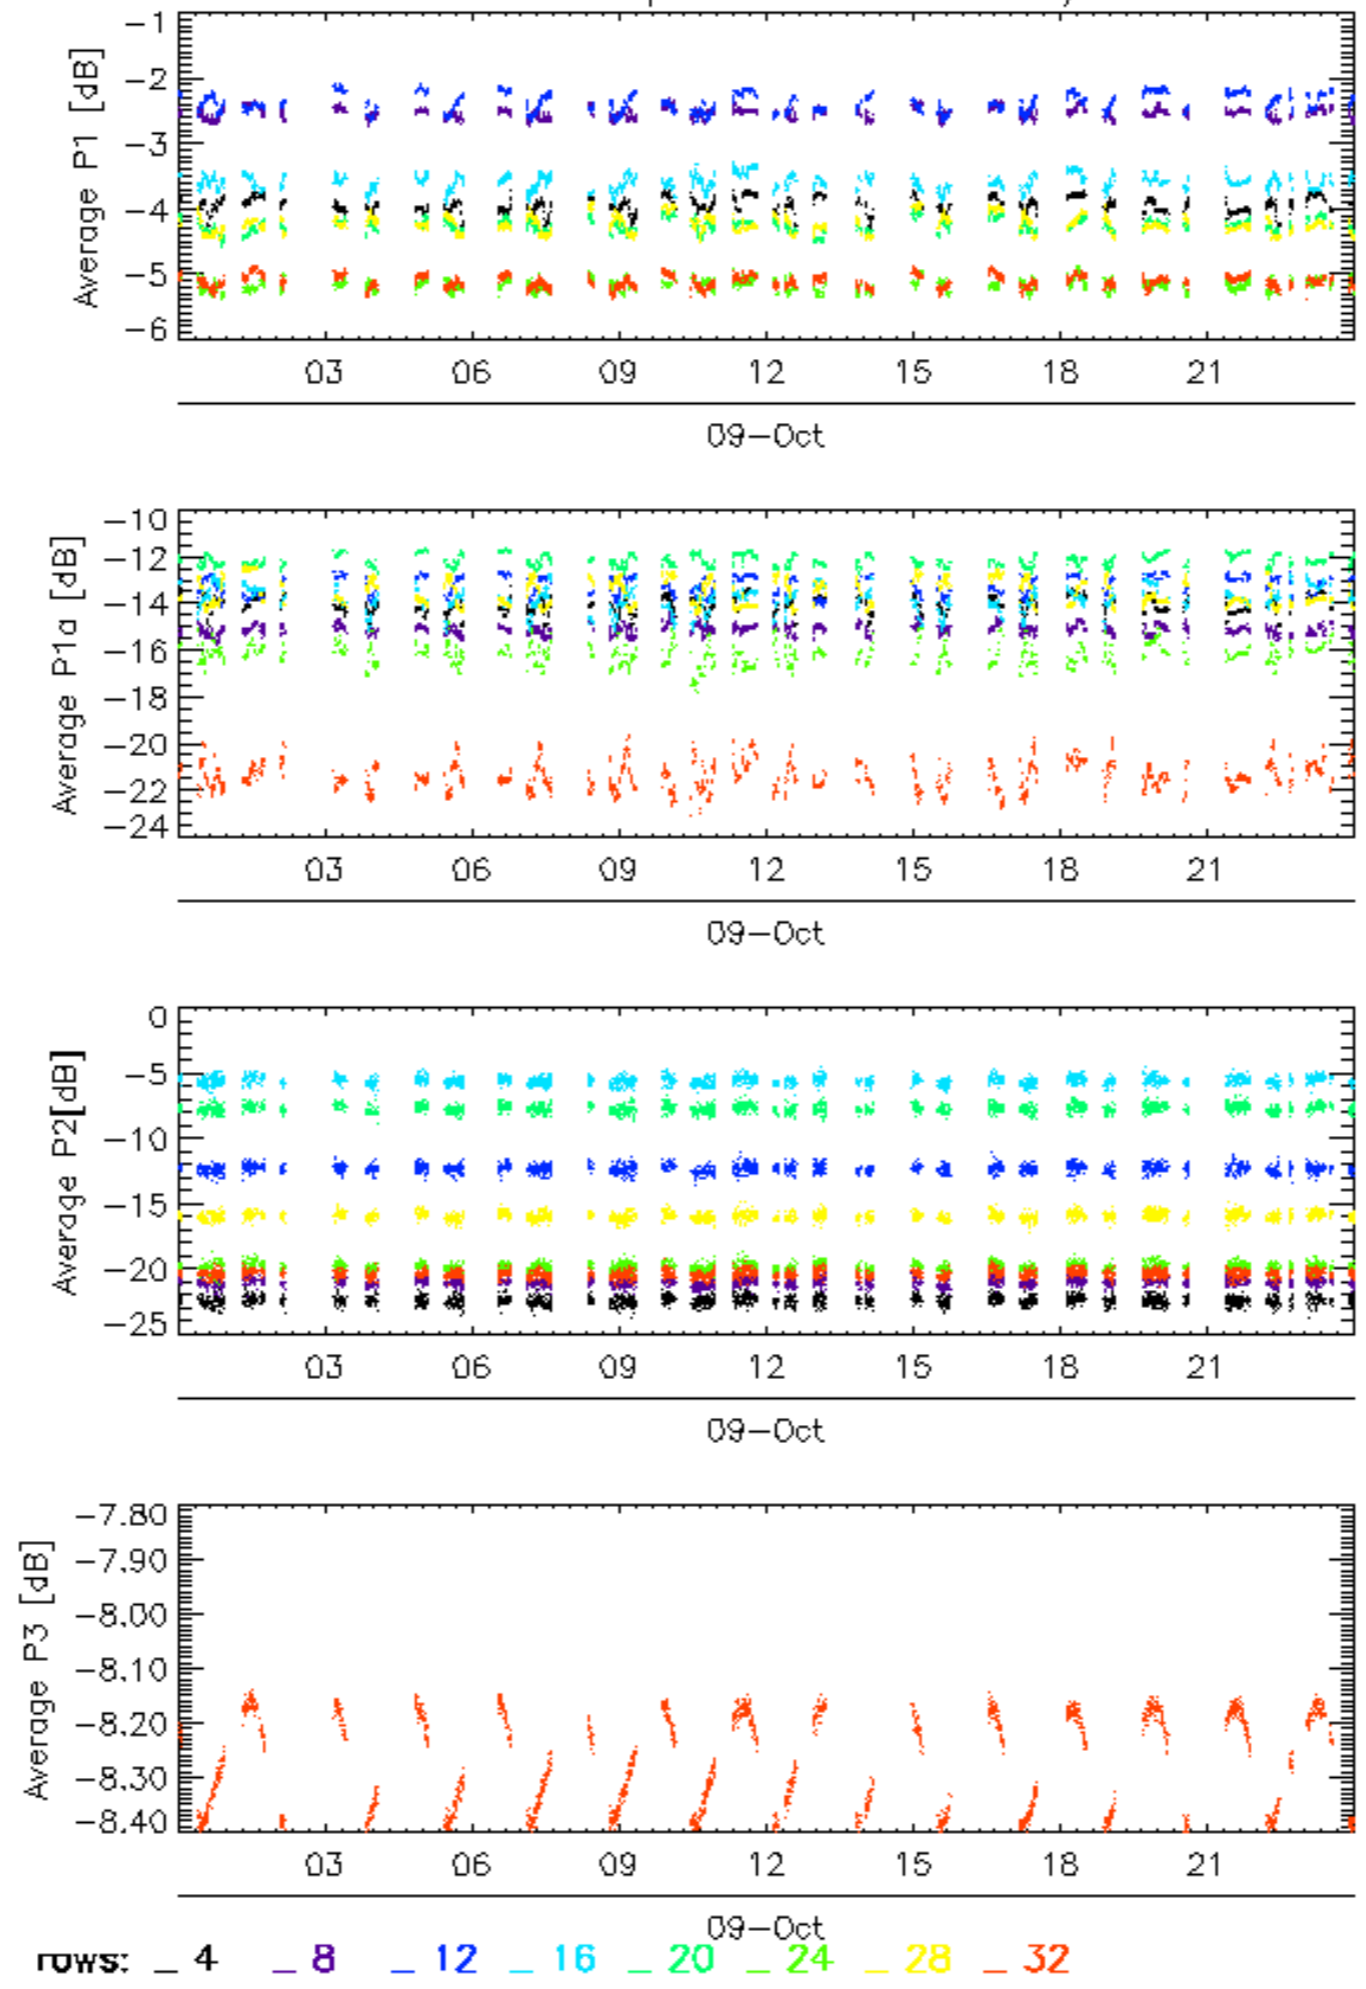 Average P1 [dB]
-1
-2
-3
-4
-5
-6
03 06 09 12 15 18 21
09-Oct
Average P1a [dB]
-10
-12
-14
-16
-18
-20
-22
-24
03 06 09 12 15 18 21
09-Oct
Average P2[dB]
0
-5
-10
-15
-20
-25
03 06 09 12 15 18 21
09-Oct
Average P3 [dB]
-7.80
-7.90
-8.00
-8.10
-8.20
-8.30
-8.40
03 06 09 12 15 18 21
09-Oct
rows: _ 4 _ 8 _ 12 _ 16 _ 20 _ 24 _ 28 _ 32